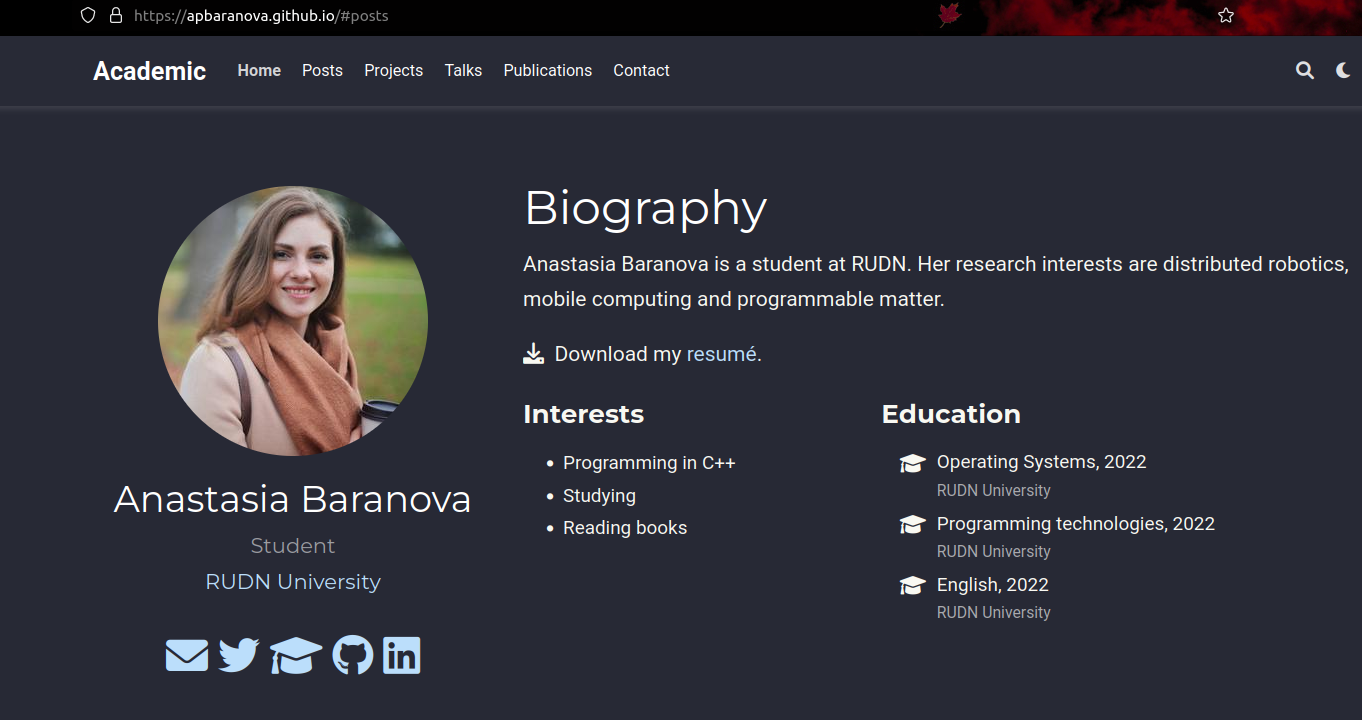 https://apbaranova.github.io/#posts
Academic Home Posts Projects Talks Publications Contact
Biography
Anastasia Baranova is a student at RUDN. Her research interests are distributed robotics,
mobile computing and programmable matter.
Download my resumé.
Interests
Programming in C++
Studying
Reading books
Education
Operating Systems, 2022
RUDN University
Programming technologies, 2022
RUDN University
English, 2022
RUDN University
Anastasia Baranova
Student
RUDN University
in